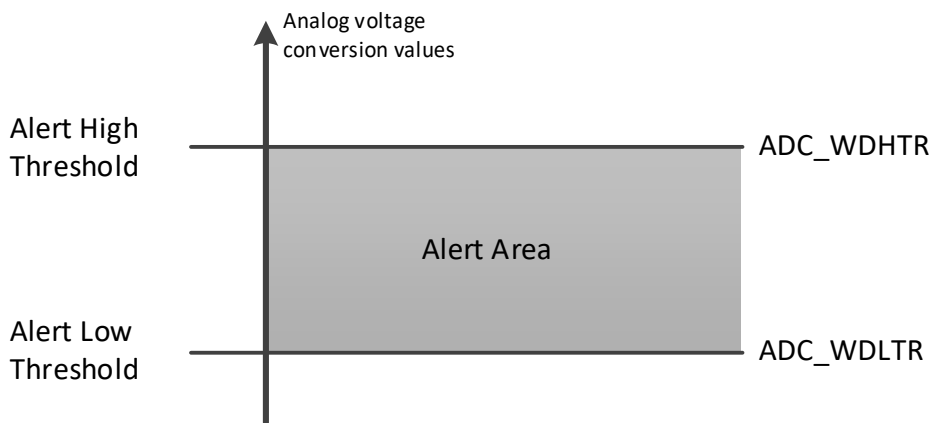 Analog voltage
conversion values
Alert High
Threshold
ADC_WDHTR
Alert Area
Alert Low
Threshold
ADC_WDLTR